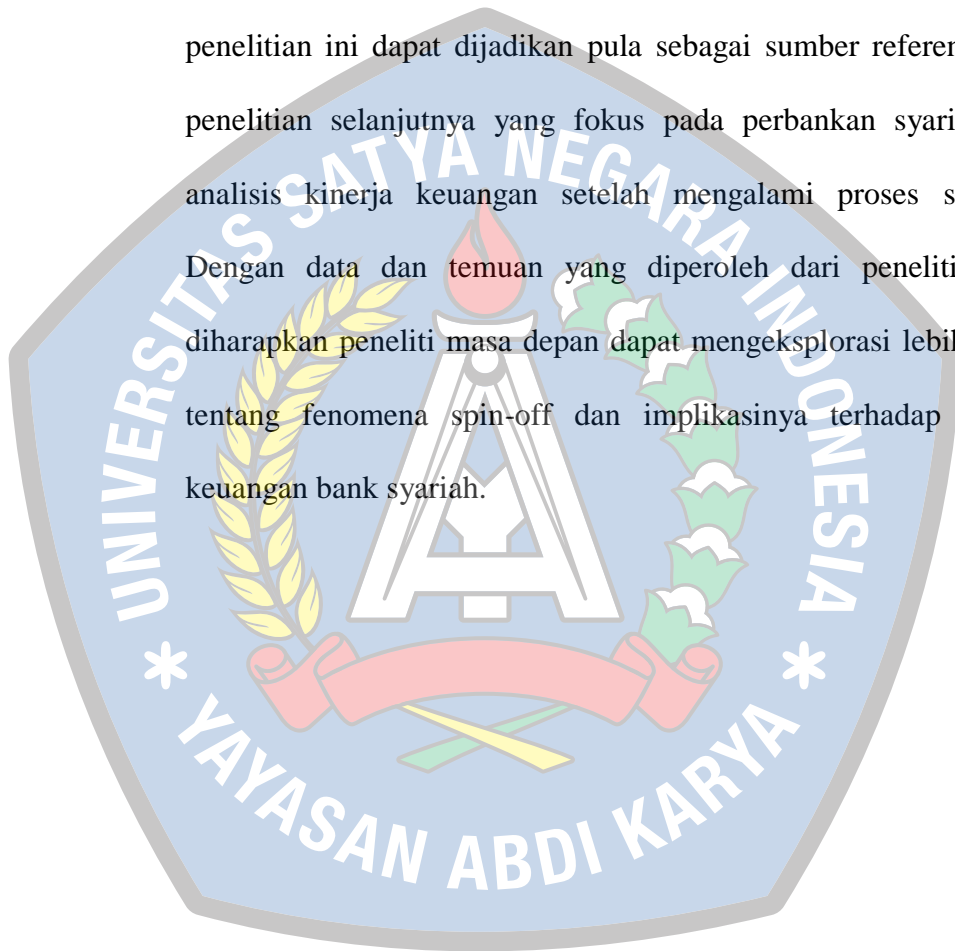 penelitian ini dapat dijadikan pula sebagai sumber referen
penelitian selanjutnya yang fokus pada perbankan syari
analisis kinerja keuangan setelah mengalami proses s
Dengan data dan temuan yang diperoleh dari peneliti
diharapkan peneliti masa depan dapat mengeksplorasi lebil
tentang fenomena spin-off dan implikasinya terhadap
keuangan bank syariah.
UNIVERSITAS SATYA NEGARA INDONESIA
* YAYASAN ABDI KARYA *